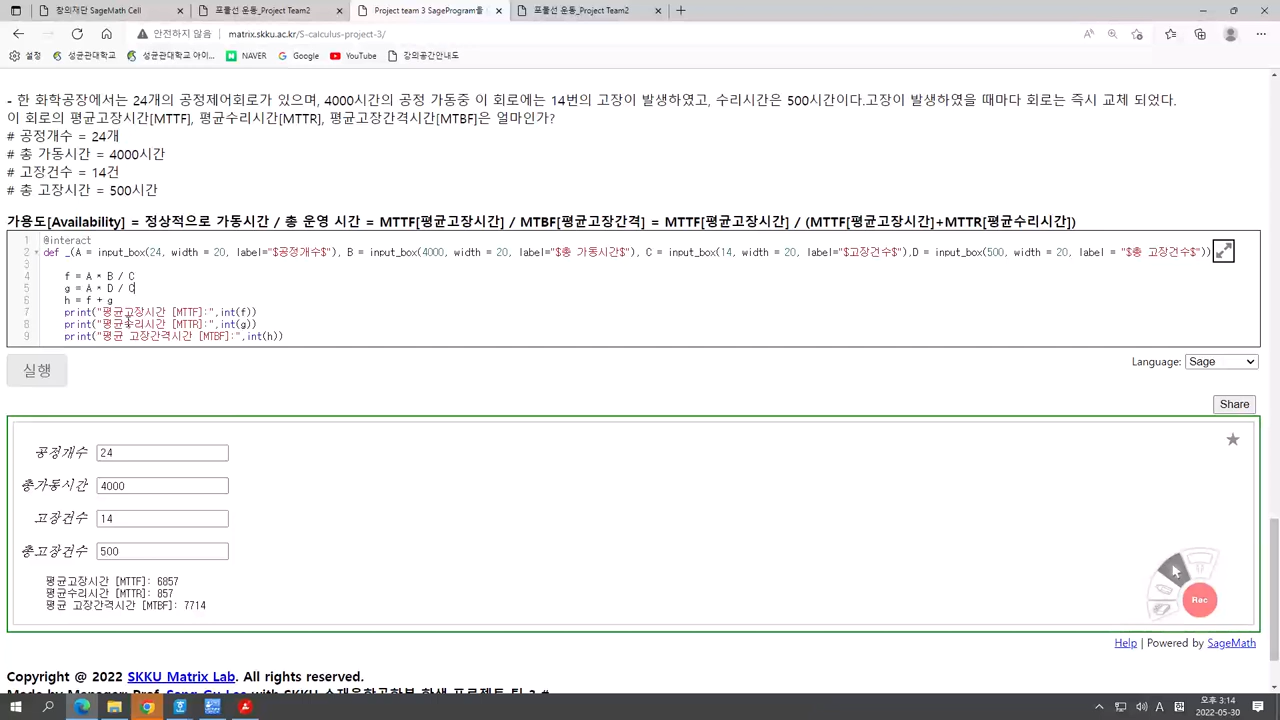 창의재단 SageMath Cell
포물선 운동_Project Team2
Project team 3 SageProgram을
포물선 운동_Project Team2
안전하지 않음
matrix.skku.ac.kr/S-calculus-project-3/
설정
성균관대학교
성균관대학교 아이...
NAVER
Google
YouTube
강의공간안내도
- 한 화학공장에서는 24개의 공정제어회로가 있으며, 4000시간의 공정 가동중 이 회로에는 14번의 고장이 발생하였고, 수리시간은 500시간이다.고장이 발생하였을 때마다 회로는 즉시 교체 되었다.
이 회로의 평균고장시간[MTTF], 평균수리시간[MTTR], 평균고장간격시간[MTBF]은 얼마인가?
# 공정개수 = 24개
# 총 가동시간 = 4000시간
# 고장건수 = 14건
# 총 고장시간 = 500시간
가용도[Availability] = 정상적으로 가동시간 / 총 운영 시간 = MTTF[평균고장시간] / MTBF[평균고장간격] = MTTF[평균고장시간] / (MTTF[평균고장시간]+MTTR[평균수리시간])
1 @interact
2 def _(A = input_box(24, width = 20, label="$공정개수$"), B = input_box(4000, width = 20, label="$총 가동시간$"), C = input_box(14, width = 20, label="$고장건수$"),D = input_box(500, width = 20, label = "$총 고장건수$"))
3
4 f = A * B / C
5 g = A * D / C
6 h = f + g
7 print("평균고장시간 [MTTF]:",int(f))
8 print("평균수리시간 [MTTR]:",int(g))
9 print("평균 고장간격시간 [MTBF]:",int(h))
실행
Language: Sage
Share
공정개수 24
총가동시간 4000
고장건수 14
총고장건수 500
평균고장시간 [MTTF]: 6857
평균수리시간 [MTTR]: 857
평균 고장간격시간 [MTBF]: 7714
Rec
Help | Powered by SageMath
Copyright @ 2022 SKKU Matrix Lab. All rights reserved.
Made by Manager: Prof. Sang-Gu Lee with SKKU
오후 3:14
2022-05-30